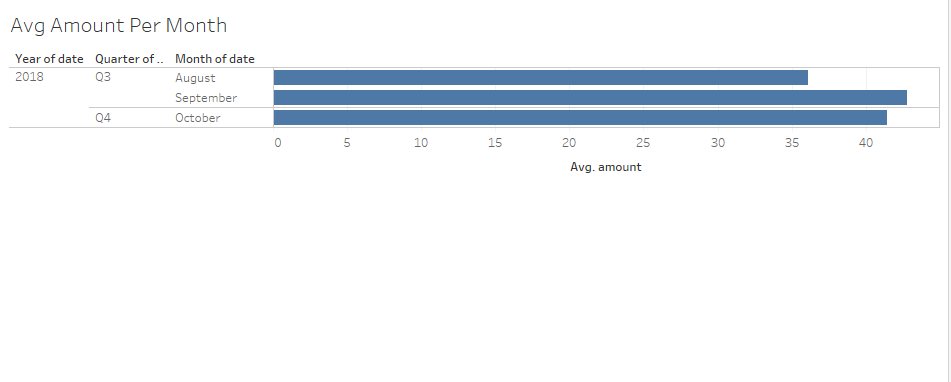 Avg Amount Per Month
Year of date Quarter of .. Month of date
2018 Q3 August
September
Q4 October
0 5 10 15 20 25 30 35 40
Avg. amount